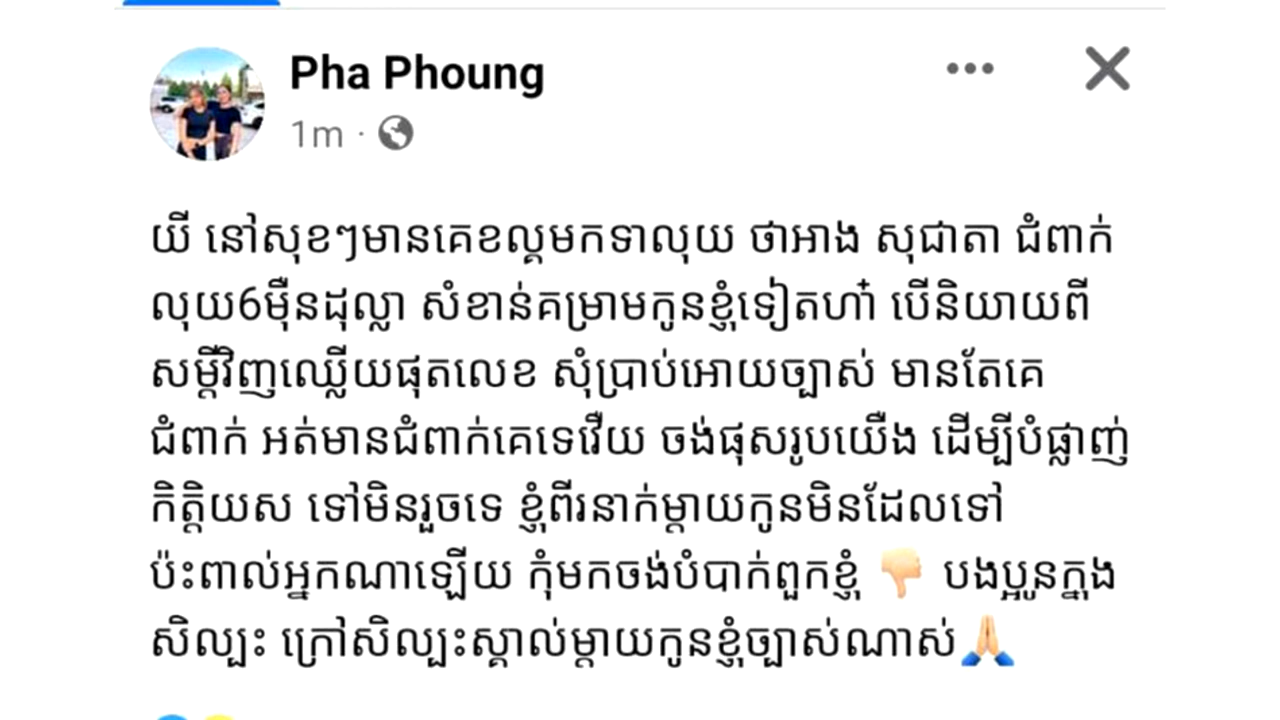 Pha Phoung
1m ·
យី នៅសុខៗមានគេខល្គមកទាលុយ ថាអាង សុជាតា ជំពាក់
លុយ6ម៉ឺនដុល្លា សំខាន់គម្រាមកូនខ្ញុំទៀតហា៎ បើនិយាយពី
សម្ដីវិញឈ្លើយផុតលេខ សុំប្រាប់អោយច្បាស់ មានតែគេ
ជំពាក់ អត់មានជំពាក់គេទេវើយ ចង់ផុសរូបយើង ដើម្បីបំផ្លាញ់
កិត្តិយស ទៅមិនរួចទេ ខ្ញុំពីរនាក់ម្ដាយកូនមិនដែលទៅ
ប៉ះពាល់អ្នកណាឡើយ កុំមកចង់បំបាក់ពួកខ្ញុំ 👎🏻 បងប្អូនក្នុង
សិល្បះ ក្រៅសិល្បះស្គាល់ម្ដាយកូនខ្ញុំច្បាស់ណាស់🙏🏻